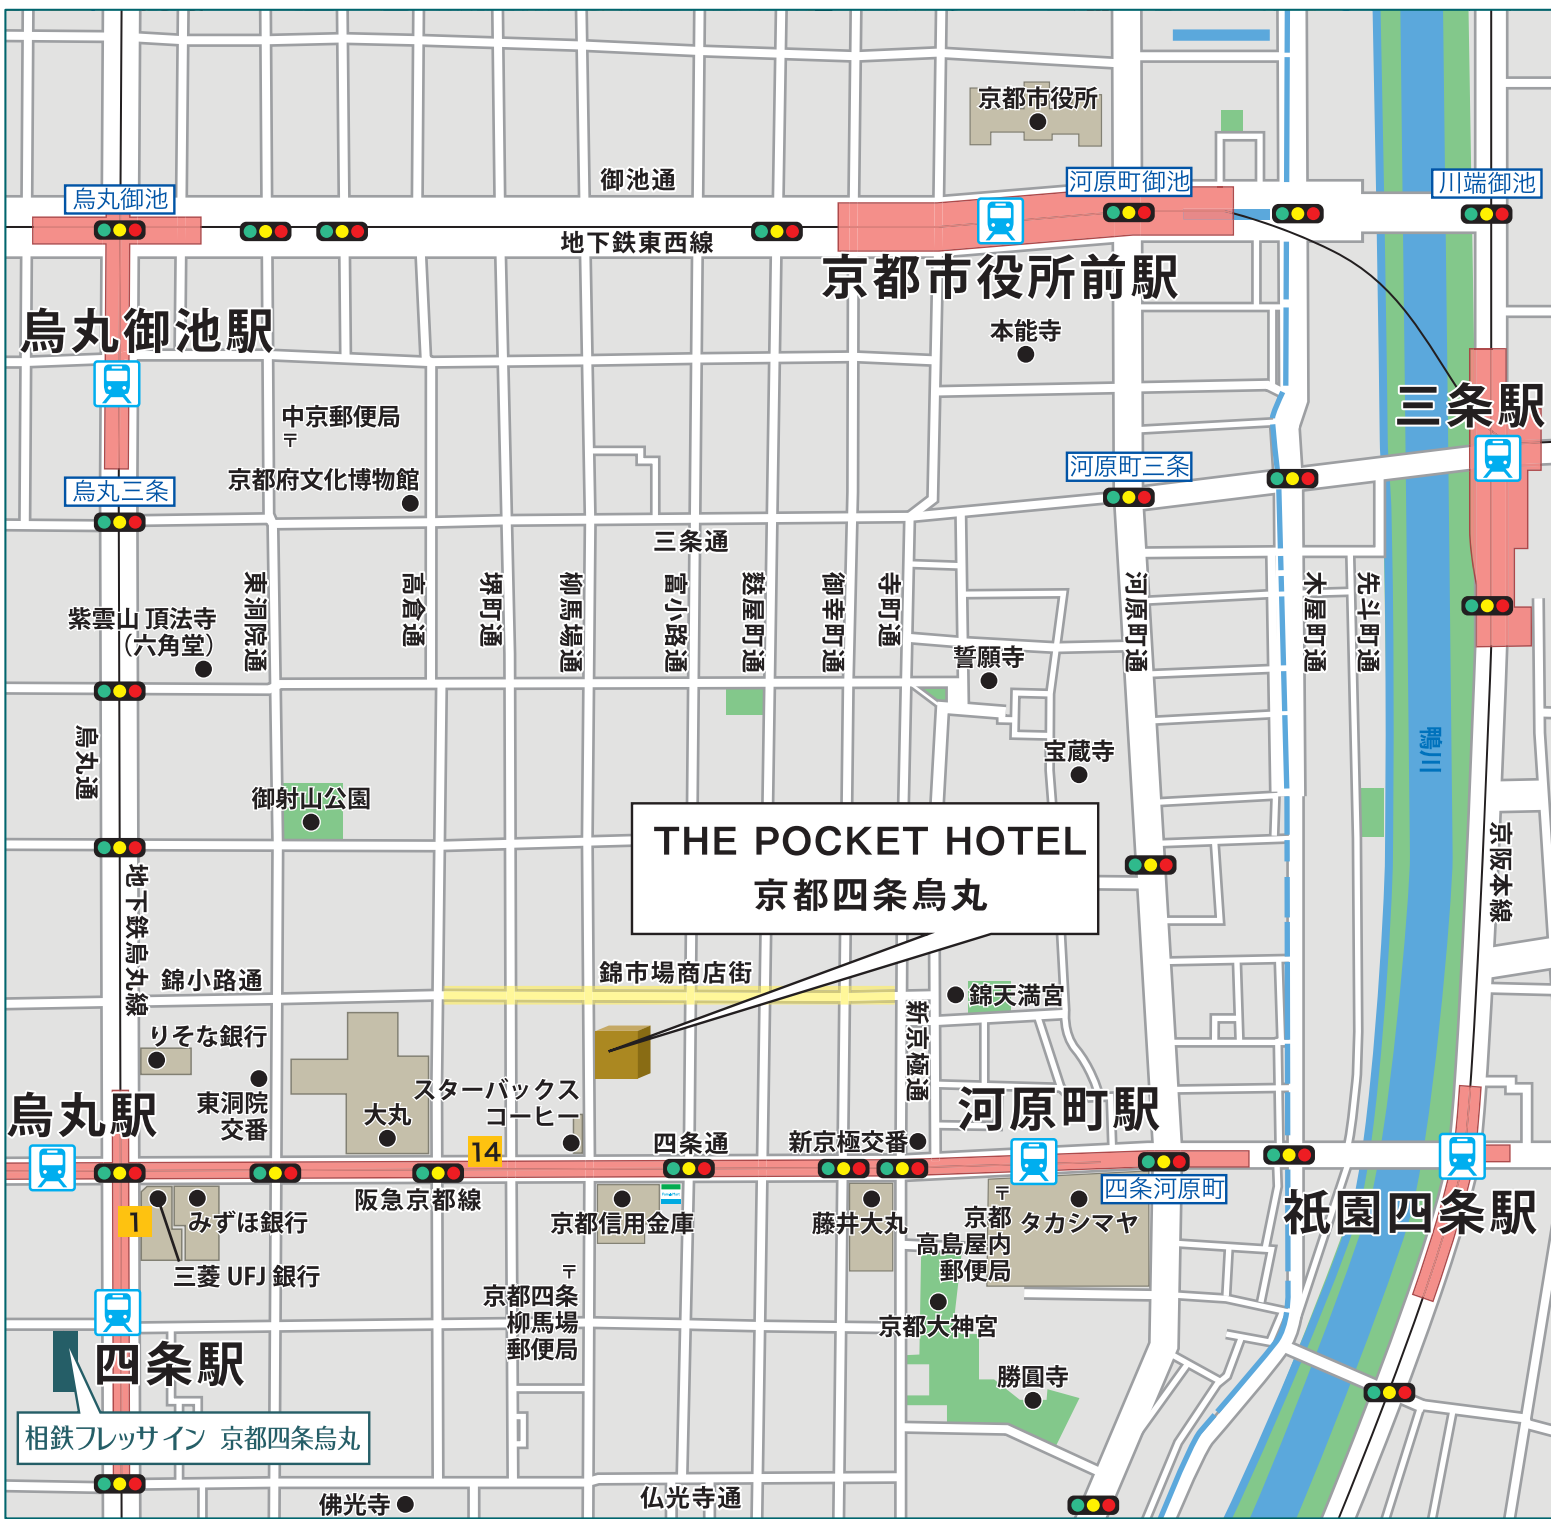 京都市役所
御池通
烏丸御池
河原町御池
川端御池
地下鉄東西線
京都市役所前駅
烏丸御池駅
本能寺
三条駅
中京郵便局
〒
京都府文化博物館
烏丸三条
河原町三条
三条通
東洞院通
高倉通
堺町通
柳馬場通
富小路通
麩屋町通
御幸町通
寺町通
河原町通
木屋町通
先斗町通
紫雲山 頂法寺
（六角堂）
誓願寺
烏丸通
宝蔵寺
鴨川
御射山公園
THE POCKET HOTEL
京都四条烏丸
京阪本線
地下鉄烏丸線
錦小路通
錦市場商店街
錦天満宮
新京極通
りそな銀行
東洞院
交番
大丸
スターバックス
コーヒー
烏丸駅
14
四条通
新京極交番
河原町駅
阪急京都線
四条河原町
祇園四条駅
1
みずほ銀行
三菱 UFJ 銀行
京都信用金庫
藤井大丸
〒
京都
高島屋内
郵便局
タカシマヤ
〒
京都四条
柳馬場
郵便局
京都大神宮
四条駅
勝圓寺
相鉄フレッサイン 京都四条烏丸
佛光寺
仏光寺通